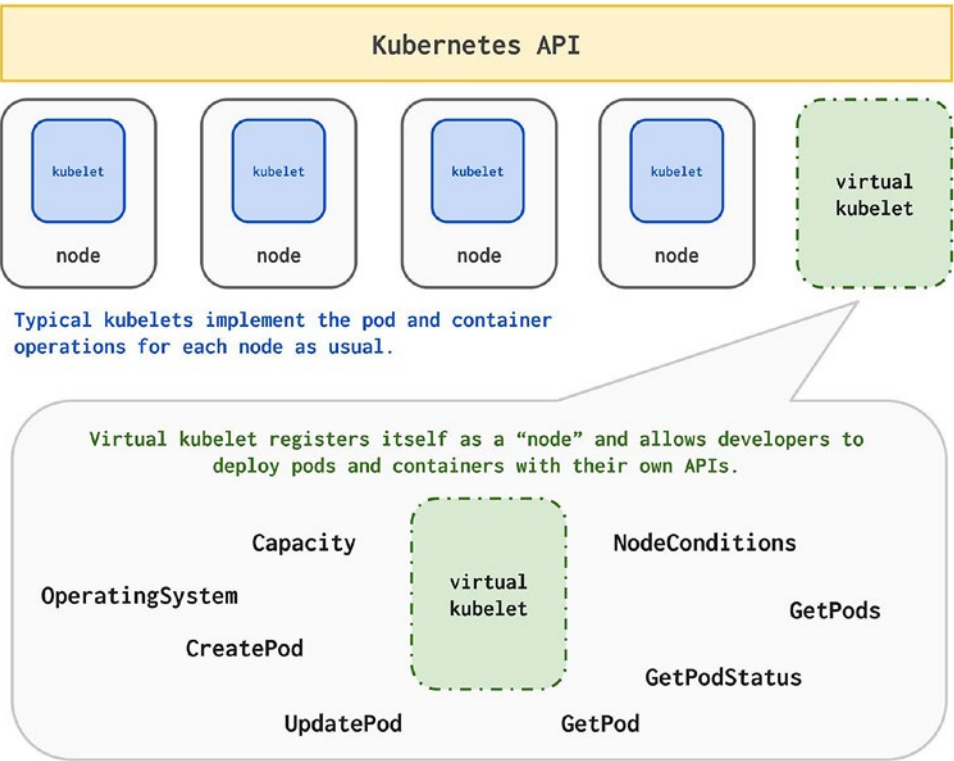 Kubernetes API
kubelet
kubelet
kubelet
kubelet
virtual
kubelet
node
node
node
node
Typical kubelets implement the pod and container
operations for each node as usual.
Virtual kubelet registers itself as a “node” and allows developers to
deploy pods and containers with their own APIs.
Capacity
NodeConditions
virtual
kubelet
OperatingSystem
GetPods
CreatePod
GetPodStatus
UpdatePod
GetPod